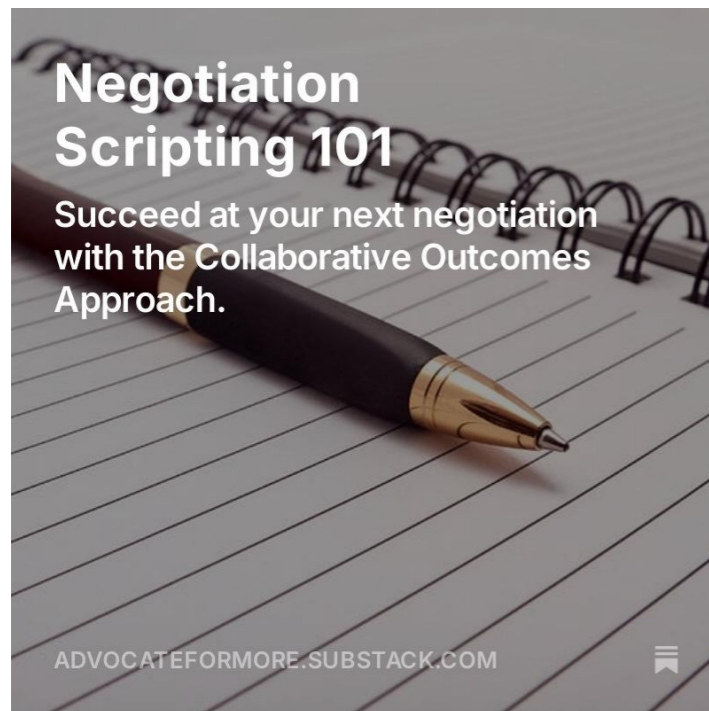 Negotiation
Scripting 101
Succeed at your next negotiation
with the Collaborative Outcomes
Approach.
ADVOCATEFORMORE.SUBSTACK.COM